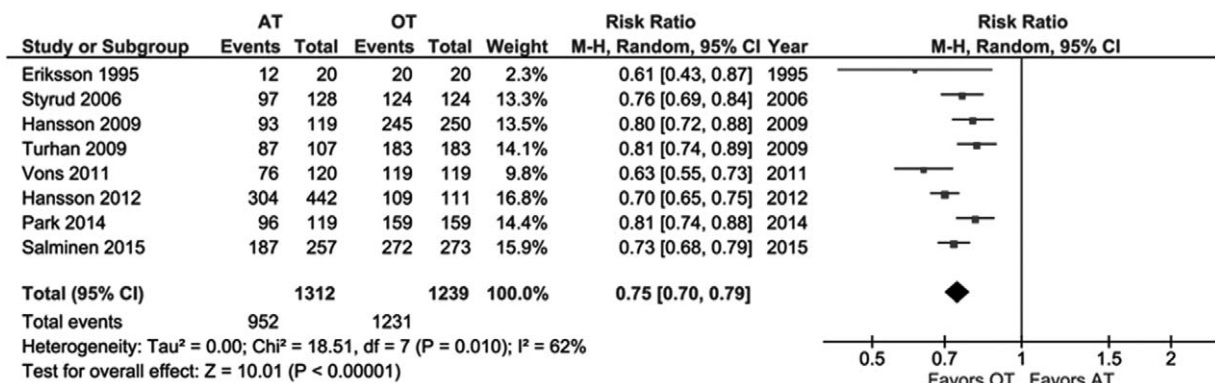 AT OT Risk Ratio Risk Ratio
Study or Subgroup Events Total Events Total Weight M-H, Random, 95% CI Year M-H, Random, 95% CI
Eriksson 1995 12 20 20 20 2.3% 0.61 [0.43, 0.87] 1995
Styrud 2006 97 128 124 124 13.3% 0.76 [0.69, 0.84] 2006
Hansson 2009 93 119 245 250 13.5% 0.80 [0.72, 0.88] 2009
Turhan 2009 87 107 183 183 14.1% 0.81 [0.74, 0.89] 2009
Vons 2011 76 120 119 119 9.8% 0.63 [0.55, 0.73] 2011
Hansson 2012 304 442 109 111 16.8% 0.70 [0.65, 0.75] 2012
Park 2014 96 119 159 159 14.4% 0.81 [0.74, 0.88] 2014
Salminen 2015 187 257 272 273 15.9% 0.73 [0.68, 0.79] 2015
Total (95% CI) 1312 1239 100.0% 0.75 [0.70, 0.79]
Total events 952 1231
Heterogeneity: Tau² = 0.00; Chi² = 18.51, df = 7 (P = 0.010); I² = 62%
Test for overall effect: Z = 10.01 (P < 0.00001)
0.5 0.7 1 1.5 2
Favors OT Favors AT